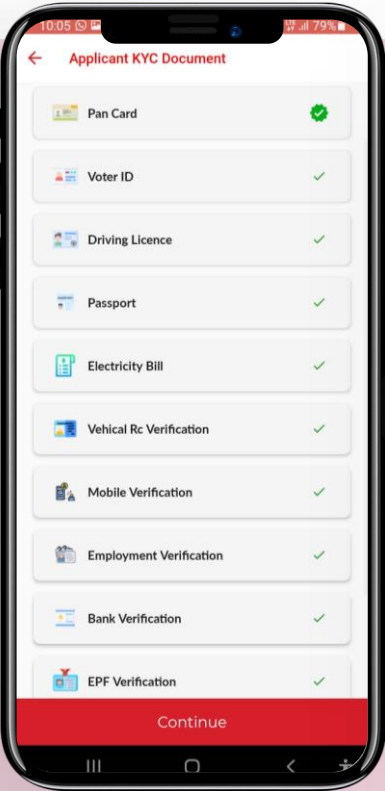 10:05
LTE 79%
Applicant KYC Document
Pan Card
Voter ID
Driving Licence
Passport
Electricity Bill
Vehical Rc Verification
Mobile Verification
Employment Verification
Bank Verification
EPF Verification
Continue